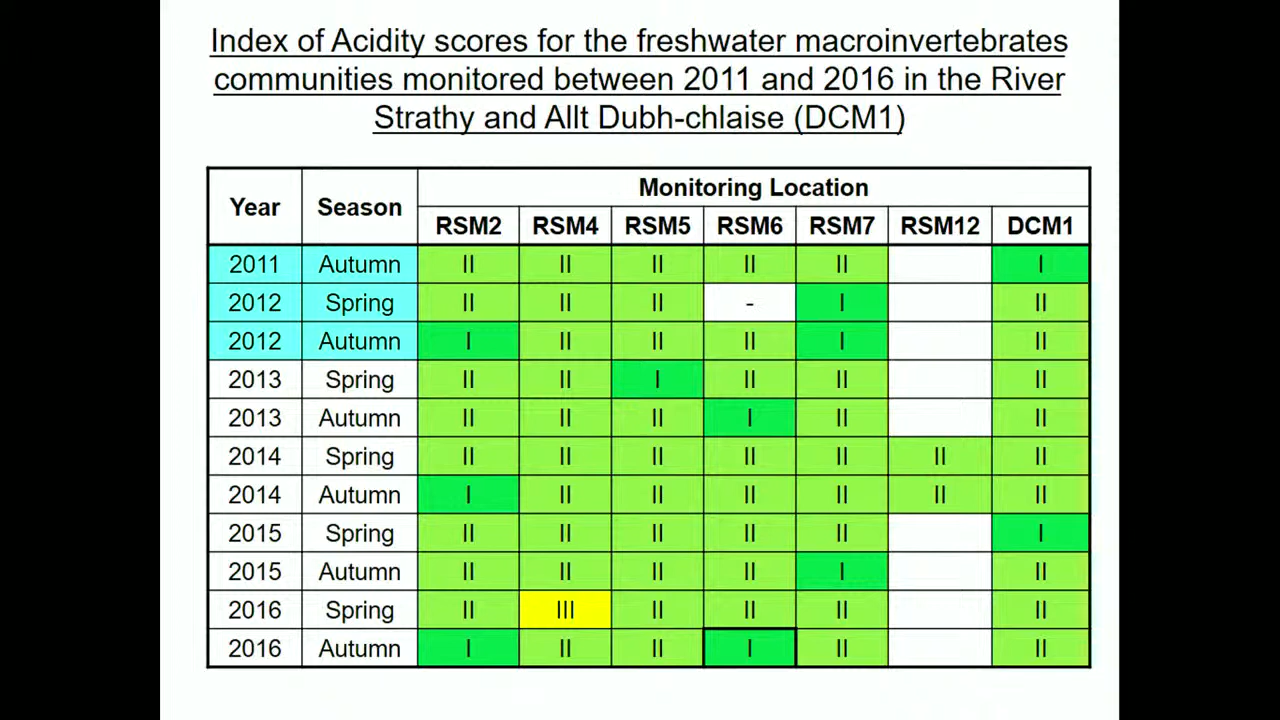 Index of Acidity scores for the freshwater macroinvertebrates
communities monitored between 2011 and 2016 in the River
Strathy and Allt Dubh-chlaise (DCM1)
Year Season Monitoring Location
RSM2 RSM4 RSM5 RSM6 RSM7 RSM12 DCM1
2011 Autumn II II II II II I
2012 Spring II II II - I II
2012 Autumn I II II II I II
2013 Spring II II I II II II
2013 Autumn II II II I II II
2014 Spring II II II II II II II
2014 Autumn I II II II II II II
2015 Spring II II II II II I
2015 Autumn II II II II I II
2016 Spring II III II II II II
2016 Autumn I II II I II II